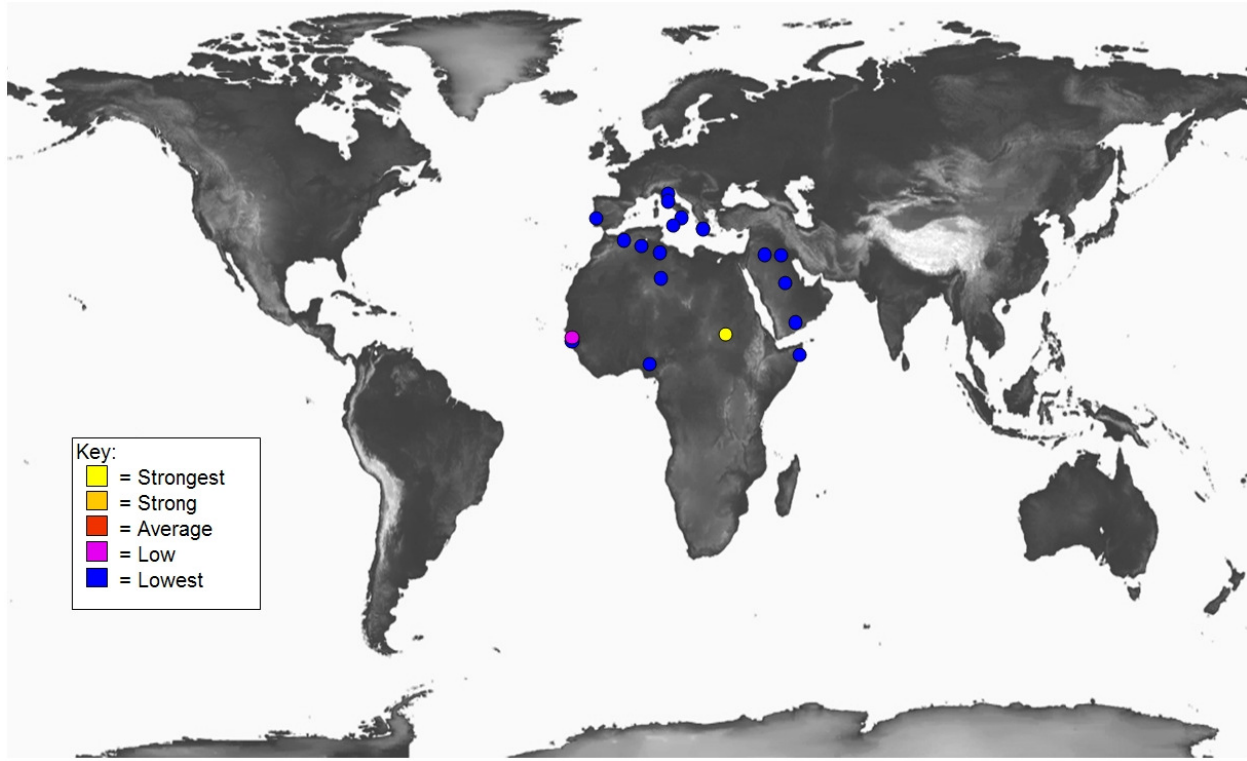 Key:
= Strongest
= Strong
= Average
= Low
= Lowest